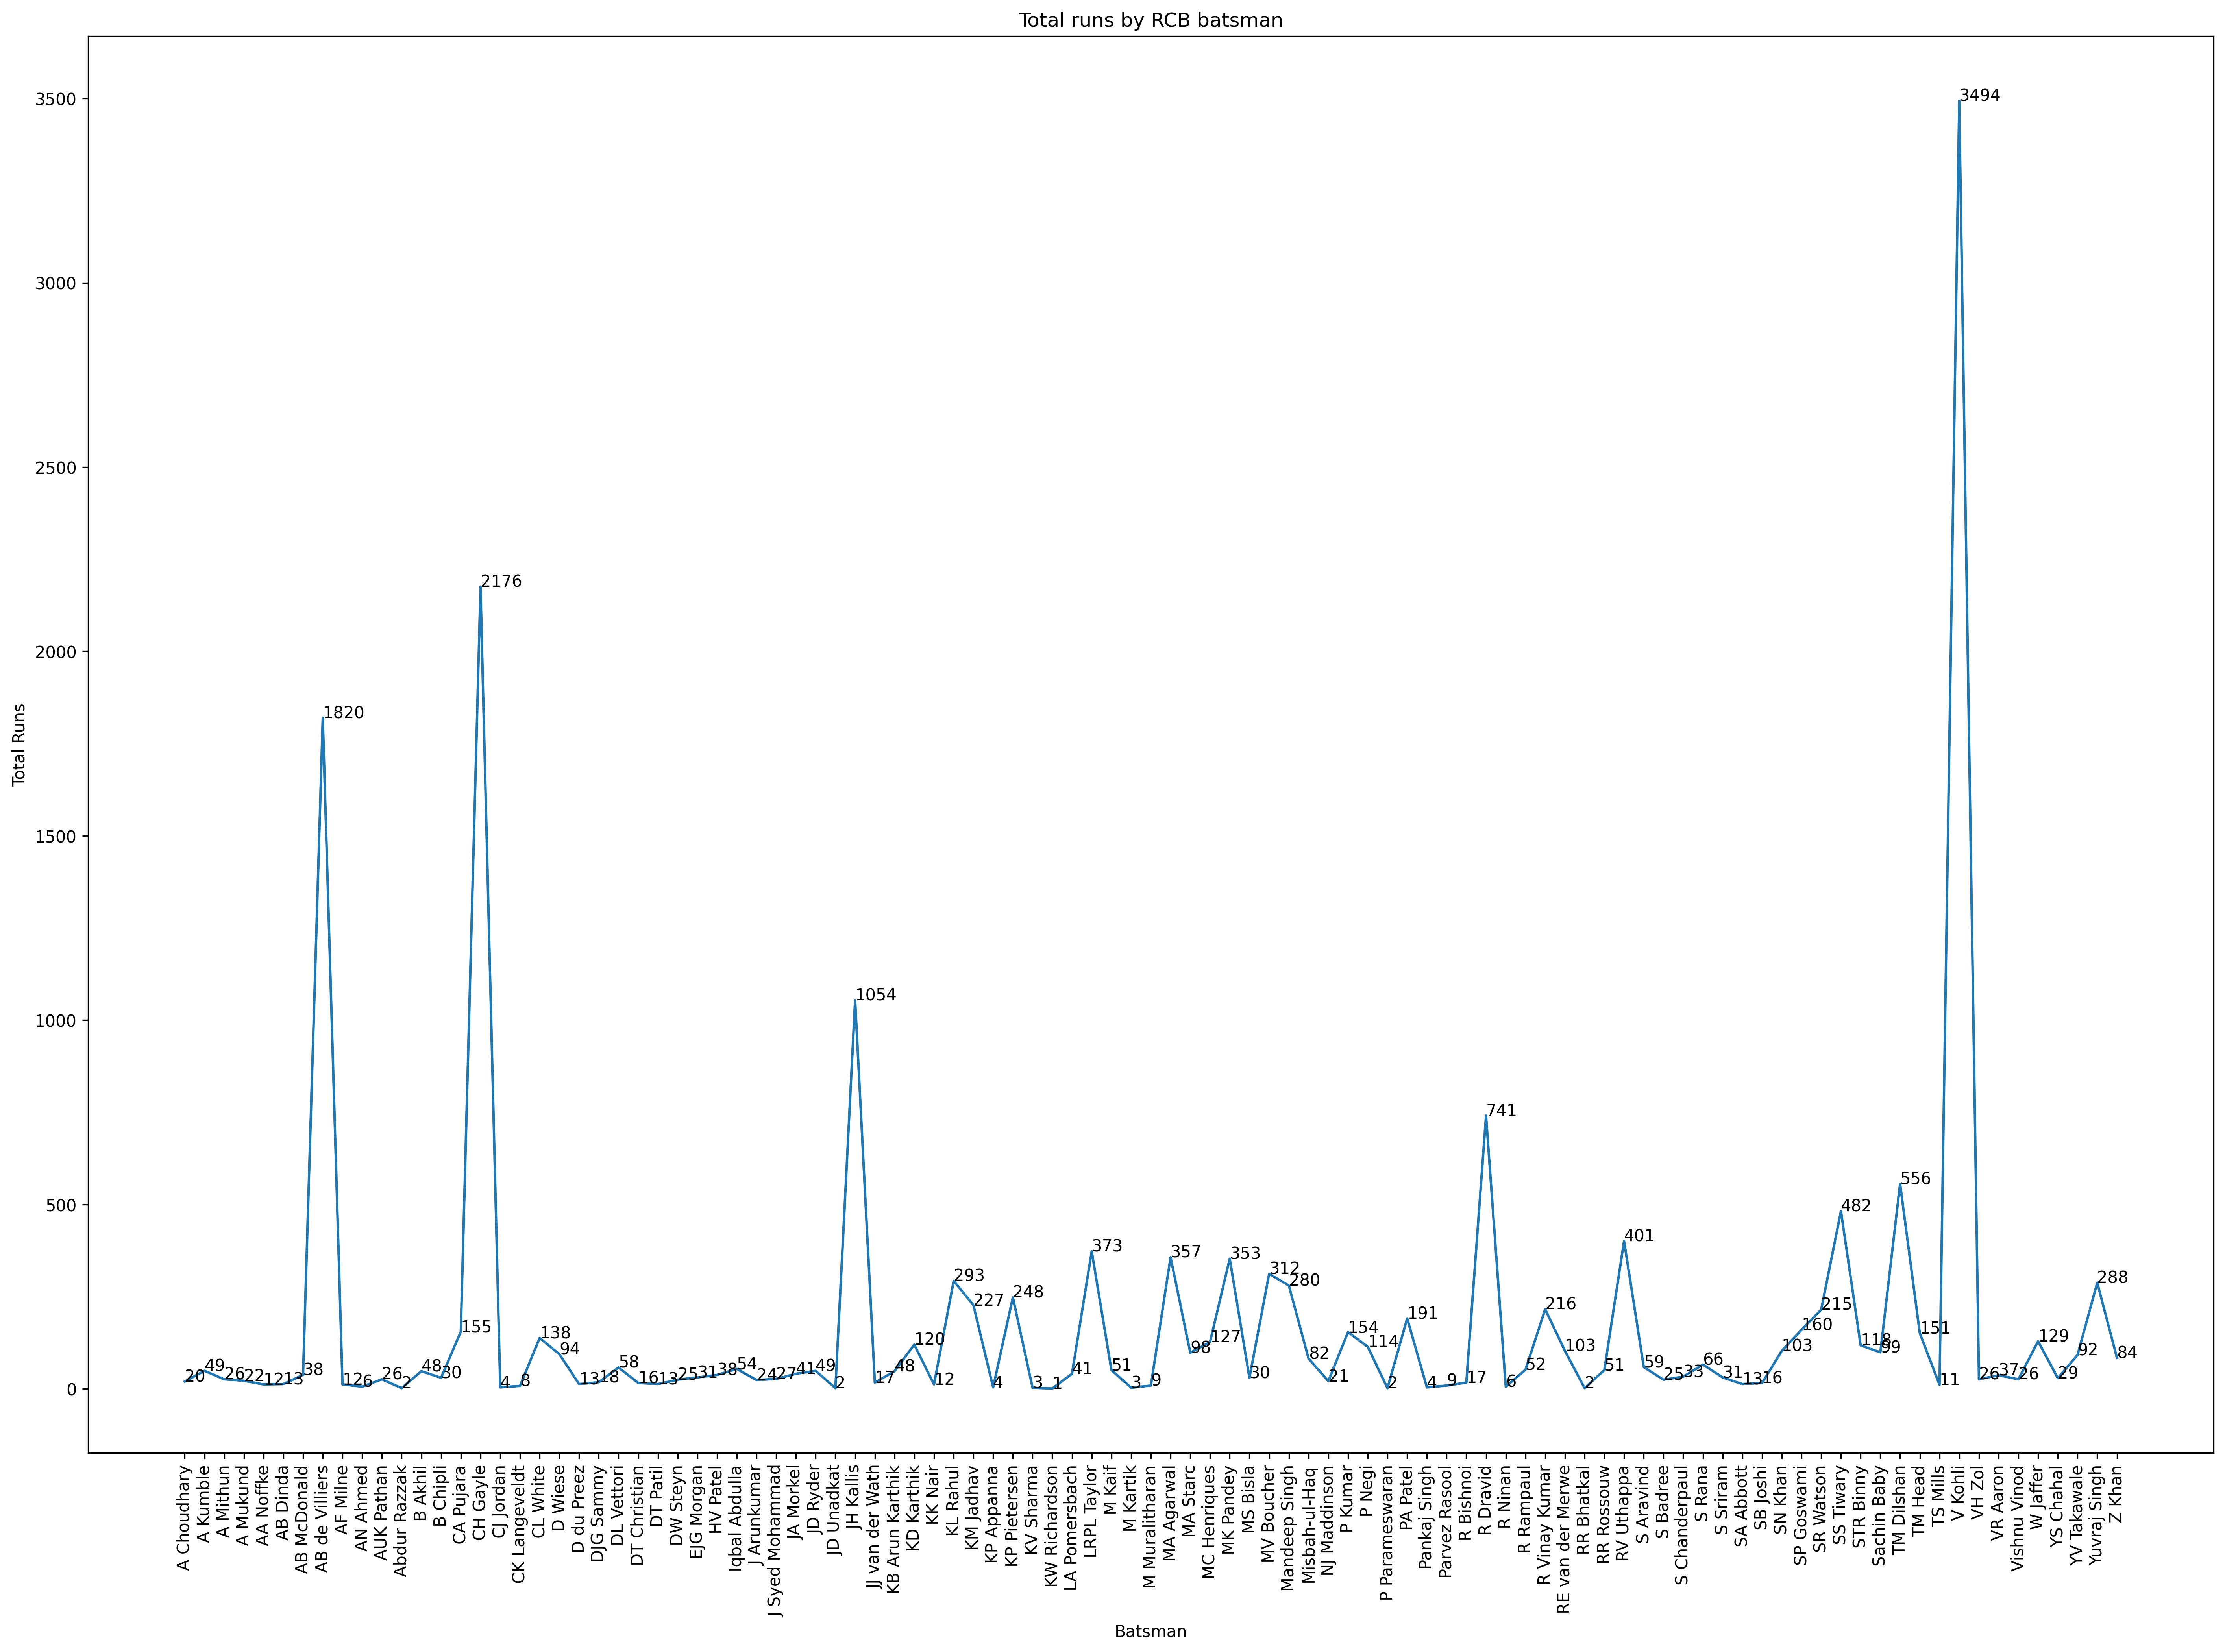 Total runs by RCB batsman
Total Runs
3500
3000
2500
2000
1500
1000
500
0
20
49
26
22
12
13
38
1820
12
6
26
2
48
30
155
2176
4
8
138
94
13
18
58
16
13
25
31
38
54
24
27
41
49
2
1054
17
48
120
12
293
227
4
248
3
1
41
373
51
3
9
357
98
127
353
30
312
280
82
21
154
114
2
191
4
9
17
741
6
52
216
103
2
51
401
59
25
33
66
31
13
16
103
160
215
482
118
99
556
151
11
3494
26
37
26
129
29
92
288
84
A Choudhary
A Kumble
A Mithun
A Mukund
AA Noffke
AB Dinda
AB McDonald
AB de Villiers
AF Milne
AN Ahmed
AUK Pathan
Abdur Razzak
B Akhil
B Chipli
CA Pujara
CH Gayle
CJ Jordan
CK Langeveldt
CL White
D Wiese
D du Preez
DJG Sammy
DL Vettori
DT Christian
DT Patil
DW Steyn
EJG Morgan
HV Patel
Iqbal Abdulla
J Arunkumar
J Syed Mohammad
JA Morkel
JD Ryder
JD Unadkat
JH Kallis
JJ van der Wath
KB Arun Karthik
KD Karthik
KK Nair
KL Rahul
KM Jadhav
KP Appanna
KP Pietersen
KV Sharma
KW Richardson
LA Pomersbach
LRPL Taylor
M Kaif
M Kartik
M Muralitharan
MA Agarwal
MA Starc
MC Henriques
MK Pandey
MS Bisla
MV Boucher
Mandeep Singh
Misbah-ul-Haq
NJ Maddinson
P Kumar
P Negi
P Parameswaran
PA Patel
Pankaj Singh
Parvez Rasool
R Bishnoi
R Dravid
R Ninan
R Rampaul
R Vinay Kumar
RE van der Merwe
RR Bhatkal
RR Rossouw
RV Uthappa
S Aravind
S Badree
S Chanderpaul
S Rana
S Sriram
SA Abbott
SB Joshi
SN Khan
SP Goswami
SR Watson
SS Tiwary
STR Binny
Sachin Baby
TM Dilshan
TM Head
TS Mills
V Kohli
VH Zol
VR Aaron
Vishnu Vinod
W Jaffer
YS Chahal
YV Takawale
Yuvraj Singh
Z Khan
Batsman